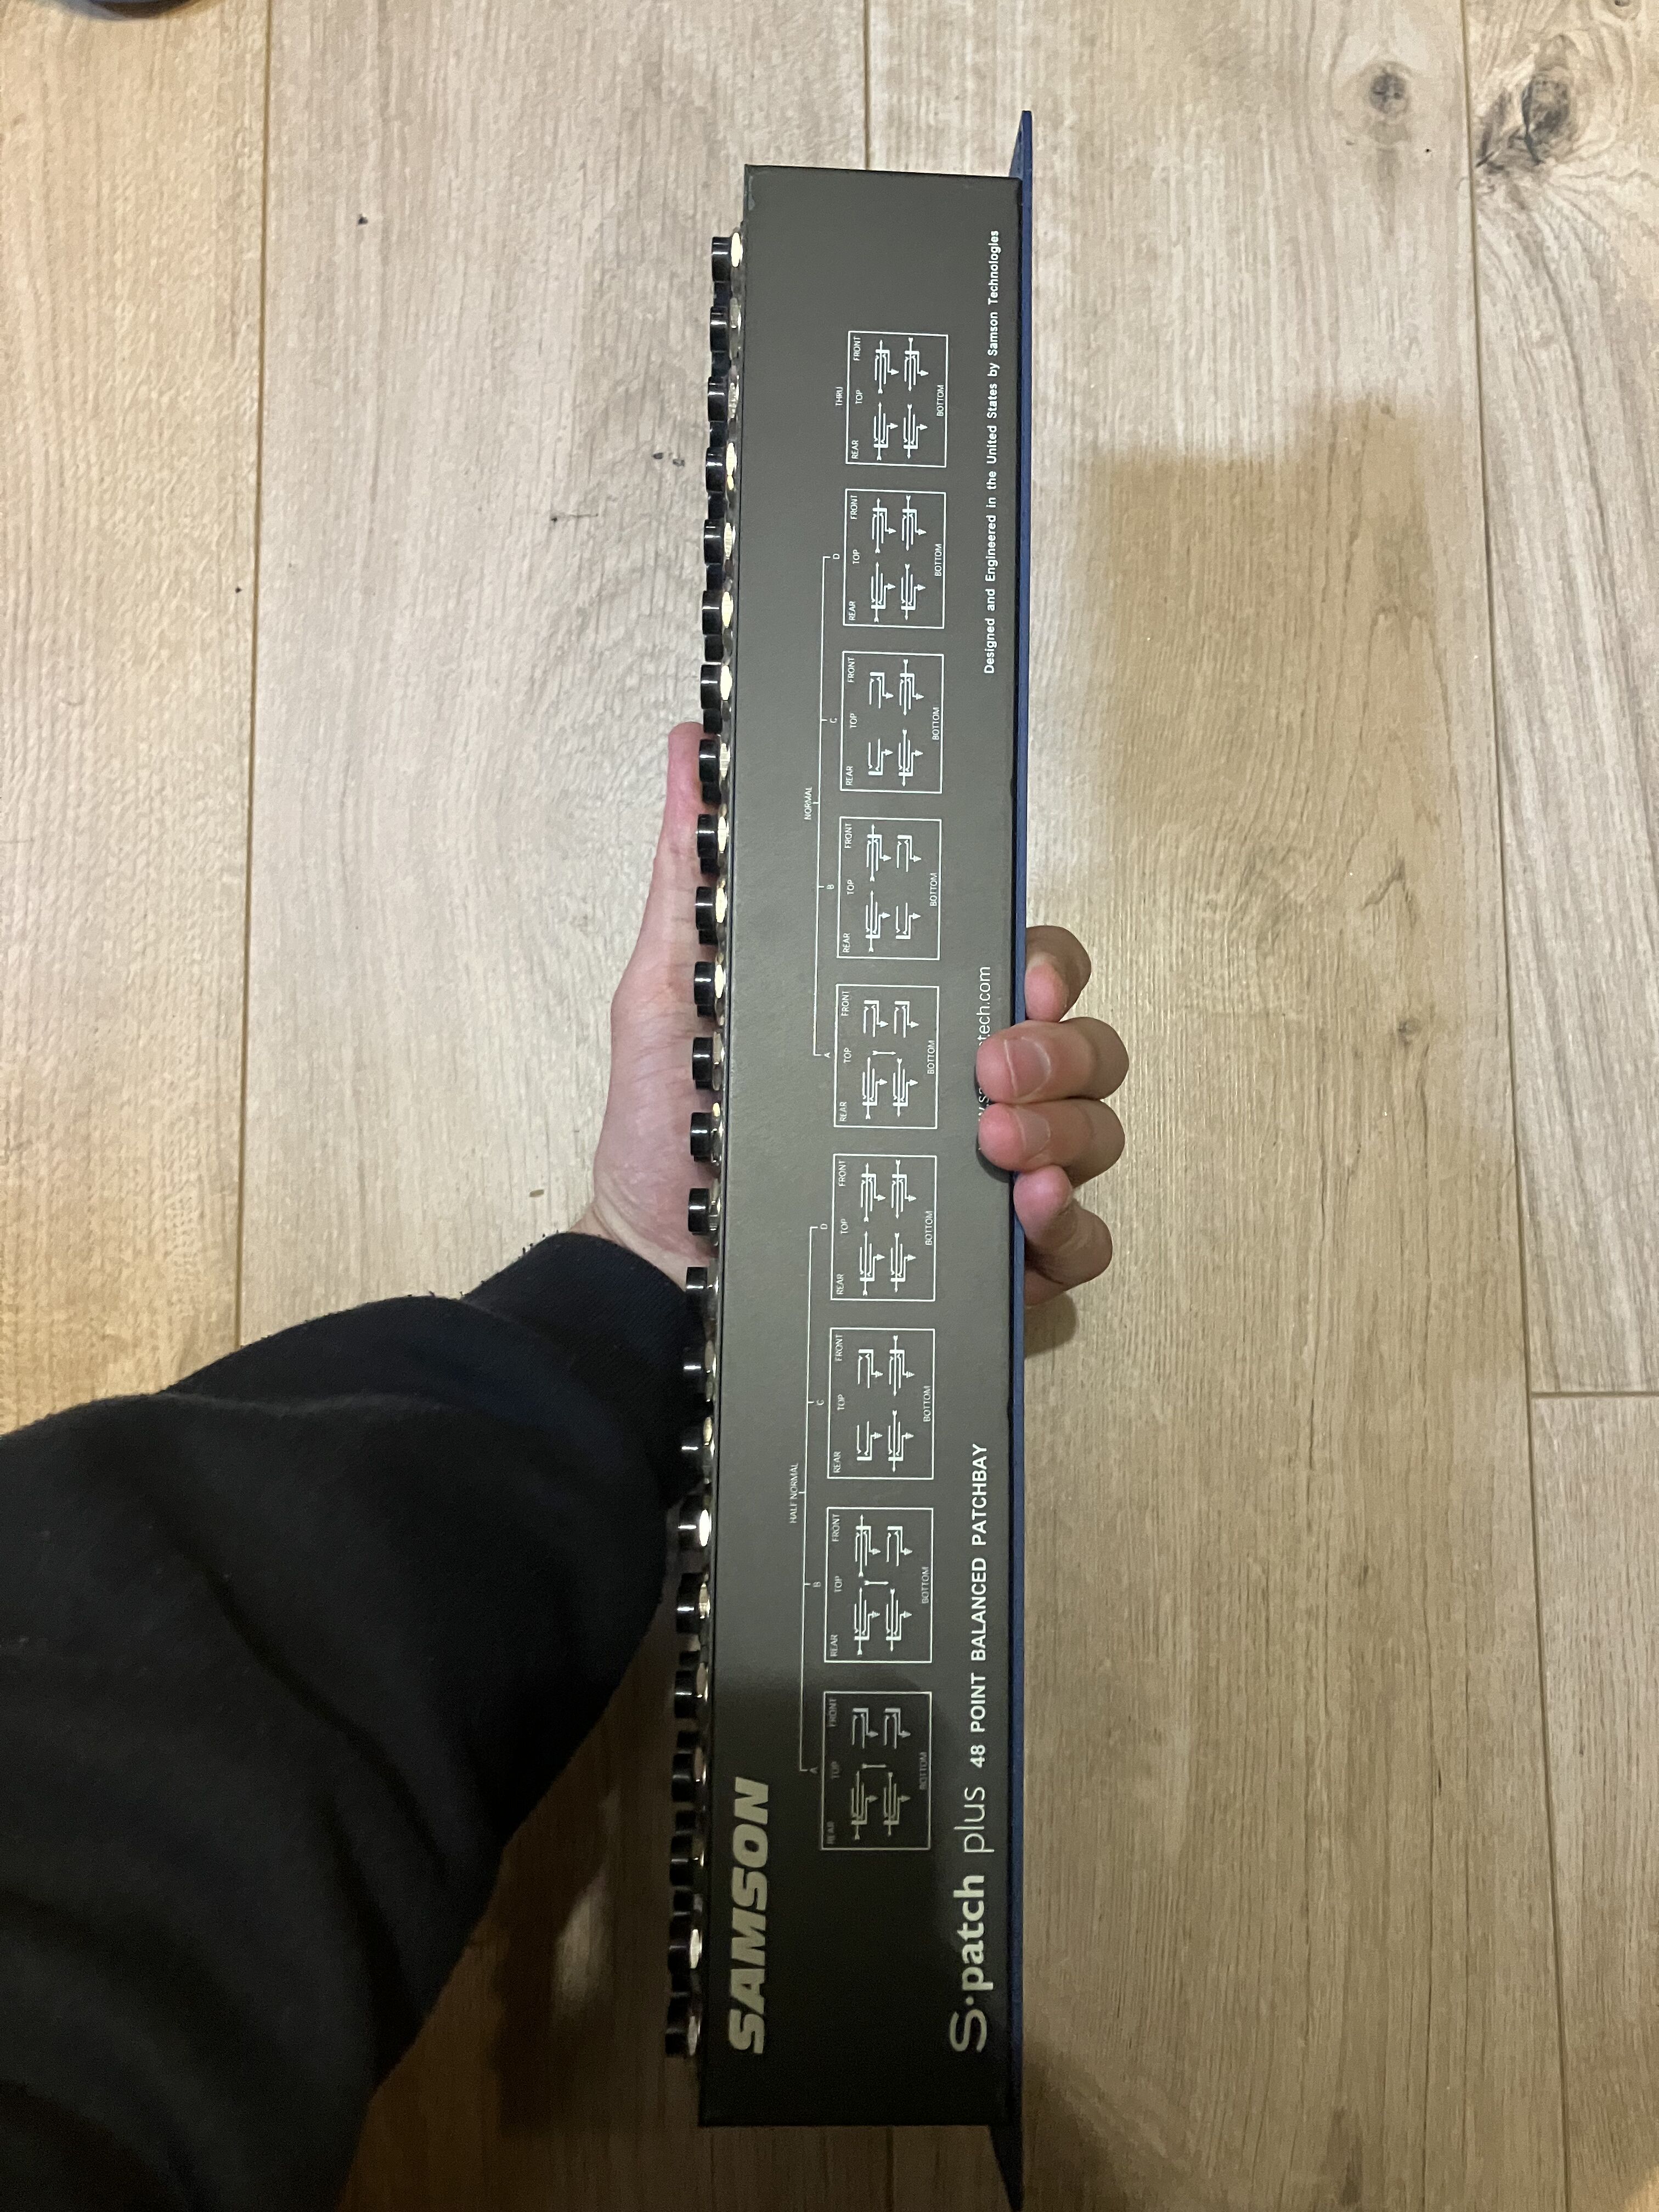 SAMSON
HALF NORMAL
NORMAL
THRU
A
B
C
D
A
B
C
D
REAR TOP FRONT
BOTTOM
REAR TOP FRONT
BOTTOM
REAR TOP FRONT
BOTTOM
REAR TOP FRONT
BOTTOM
REAR TOP FRONT
BOTTOM
REAR TOP FRONT
BOTTOM
REAR TOP FRONT
BOTTOM
REAR TOP FRONT
BOTTOM
REAR TOP FRONT
BOTTOM
S·patch plus 48 POINT BALANCED PATCHBAY
tech.com
Designed and Engineered in the United States by Samson Technologies